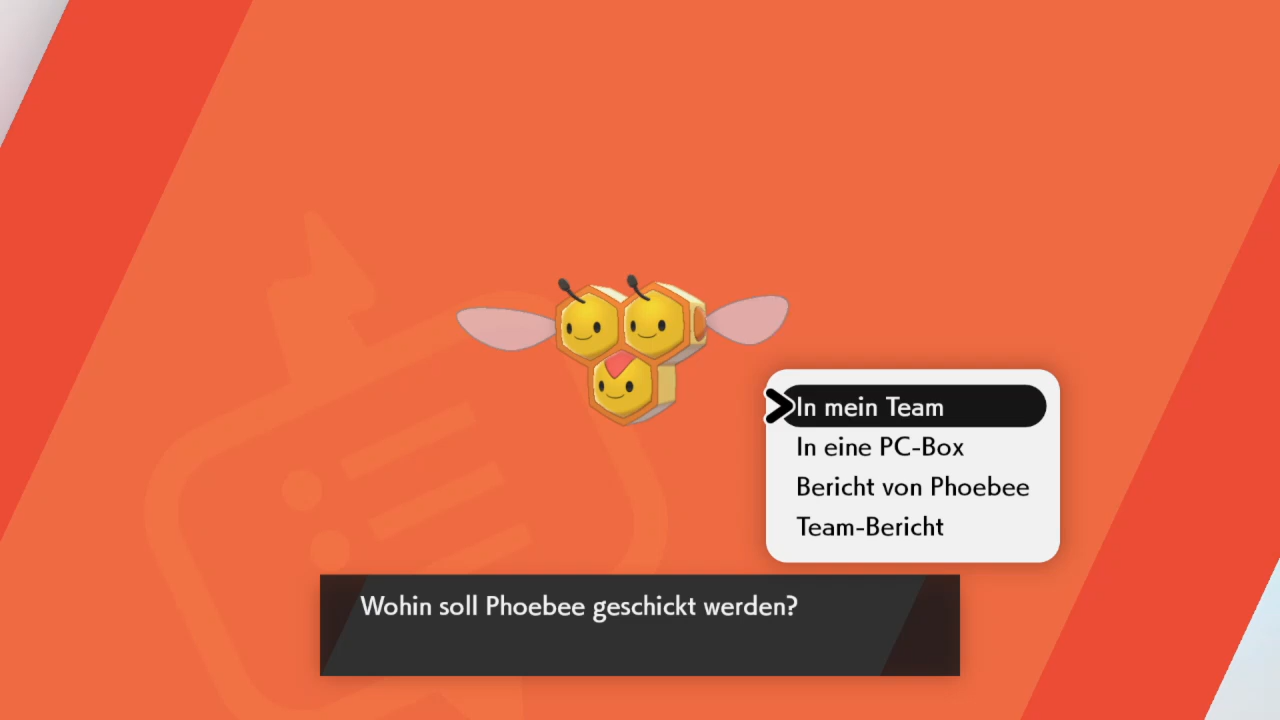 In mein Team
In eine PC-Box
Bericht von Phoebee
Team-Bericht
Wohin soll Phoebee geschickt werden?